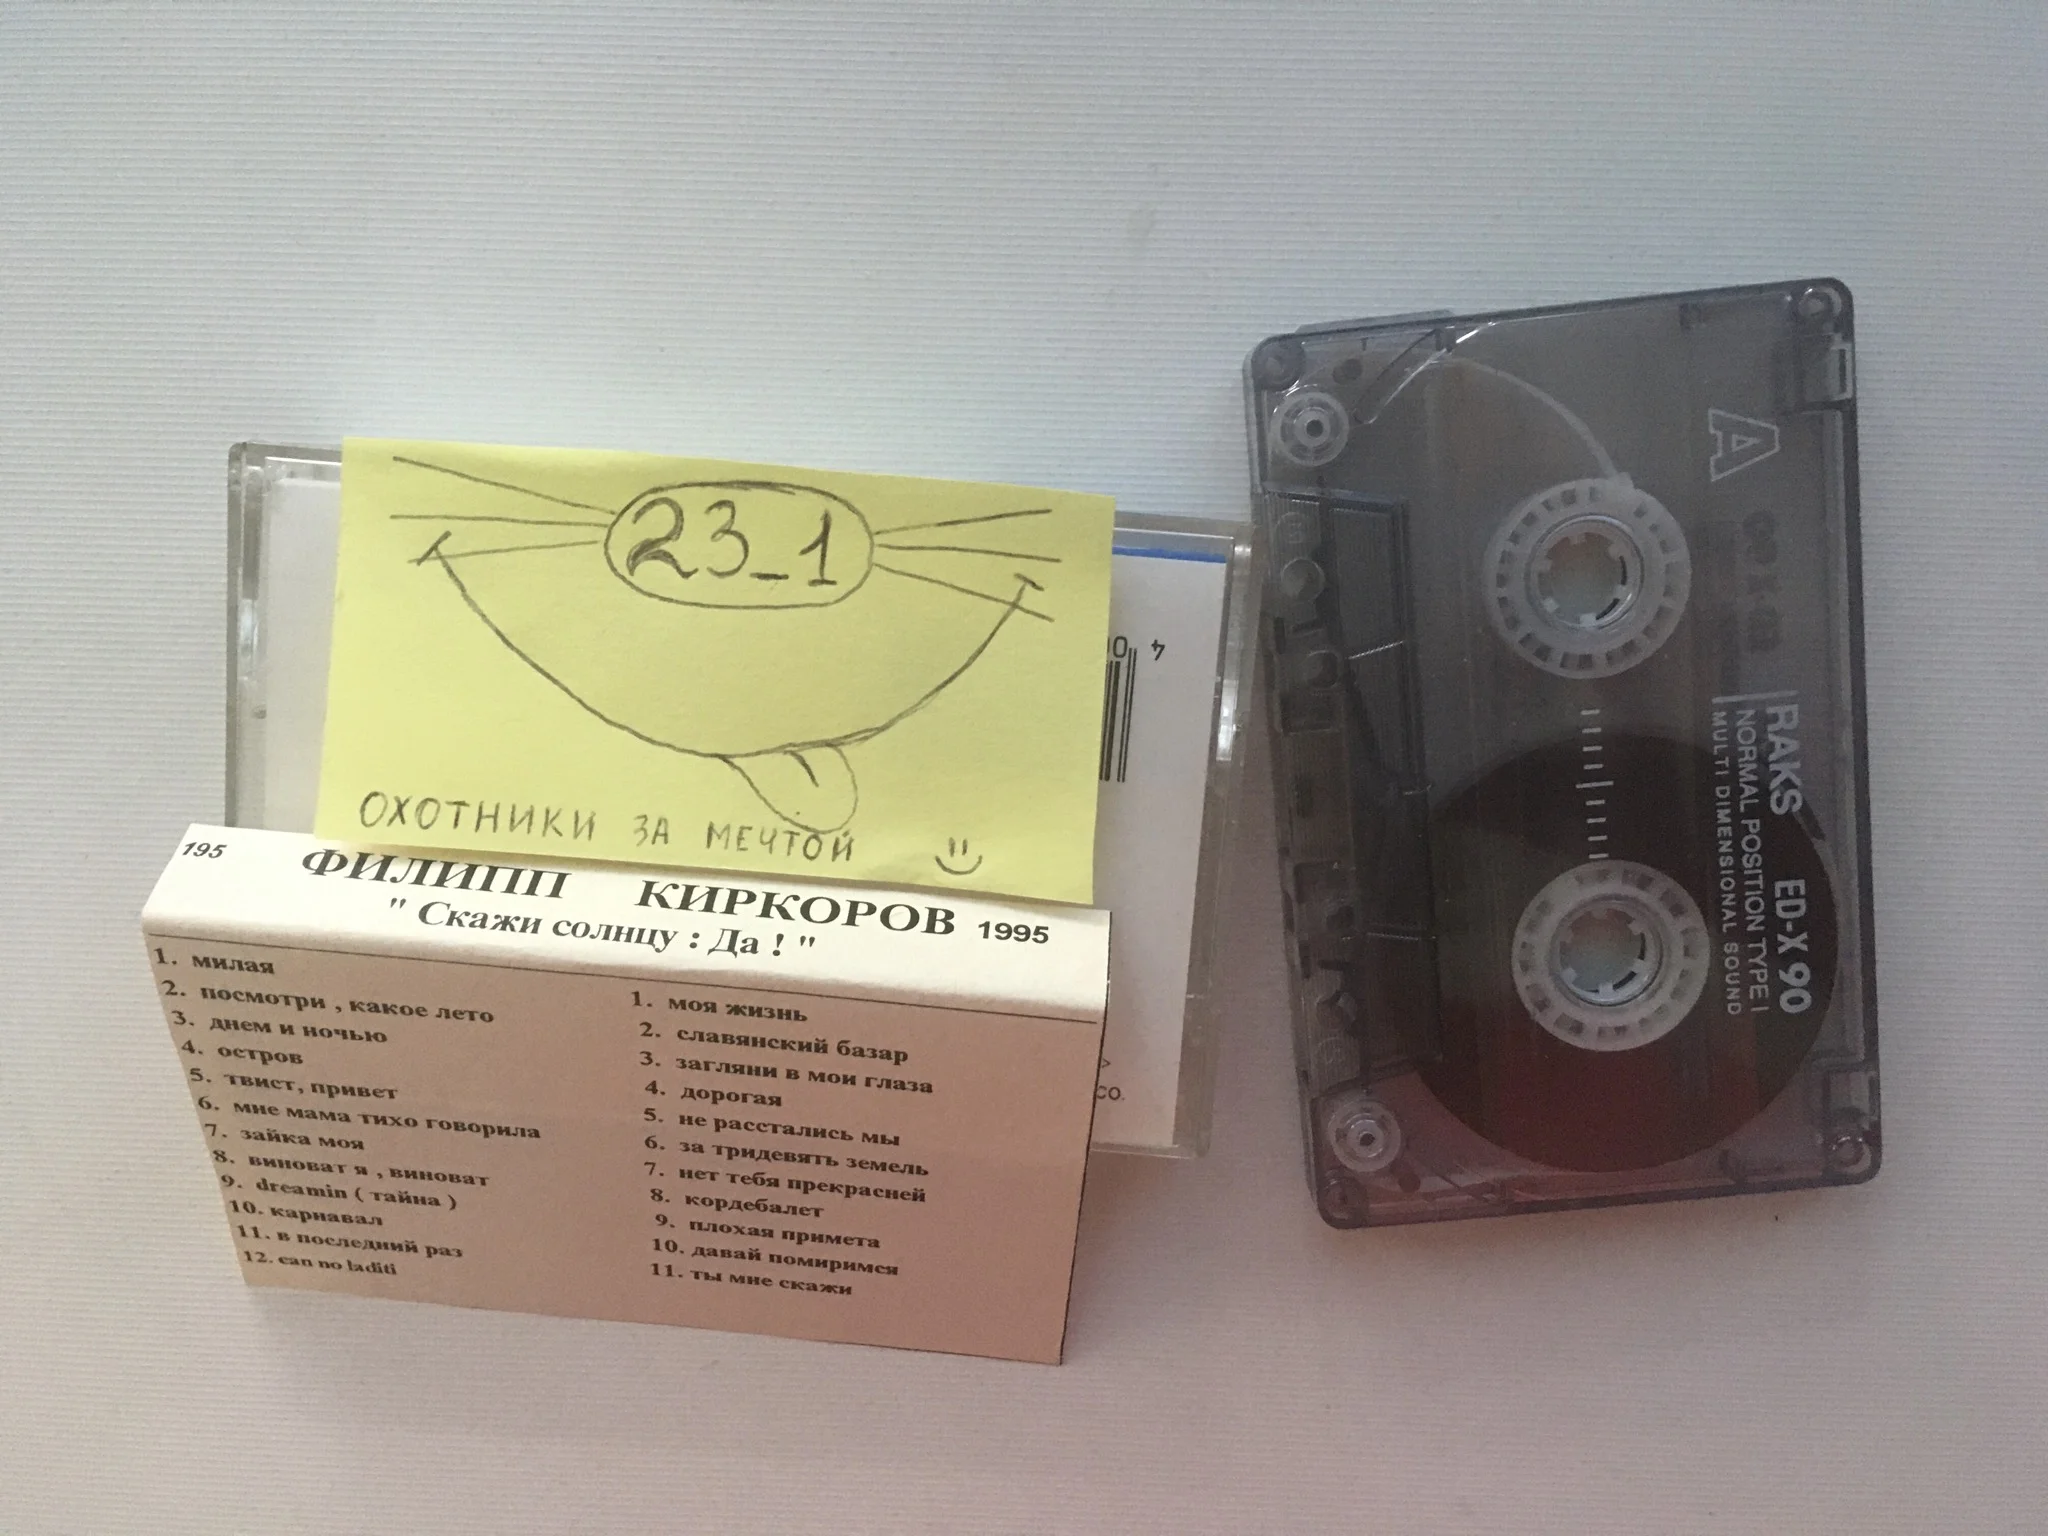 23_1
ОХОТНИКИ ЗА МЕЧТОЙ
195
ФИЛИПП КИРКОРОВ 1995
" Скажи солнцу : Да ! "
1. милая
2. посмотри , какое лето
3. днем и ночью
4. остров
5. твист, привет
6. мне мама тихо говорила
7. зайка моя
8. виноват я , виноват
9. dreamin ( тайна )
10. карнавал
11. в последний раз
12. can no laditi
1. моя жизнь
2. славянский базар
3. загляни в мои глаза
4. дорогая
5. не расстались мы
6. за тридевять земель
7. нет тебя прекрасней
8. кордебалет
9. плохая примета
10. давай помиримся
11. ты мне скажи
4 00
CO.
A
RAKS ED-X 90
NORMAL POSITION TYPE I
MULTI DIMENSIONAL SOUND